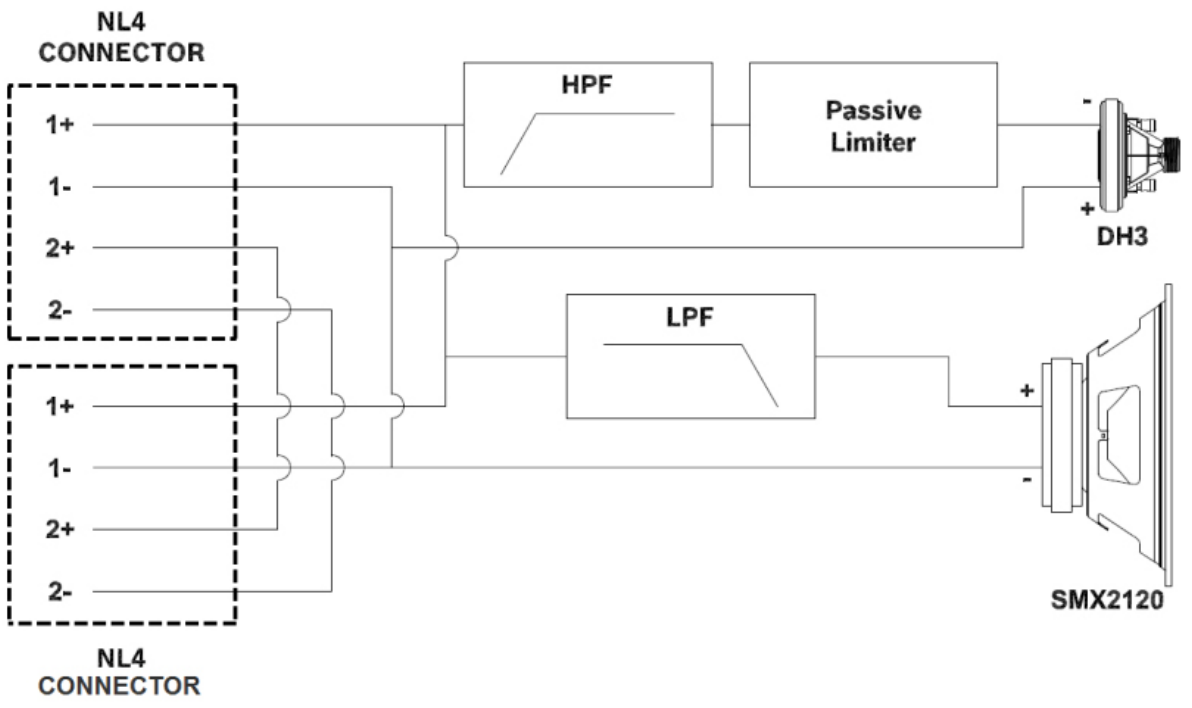 NL4
CONNECTOR
1+
1-
2+
2-
HPF
Passive
Limiter
-
+
DH3
LPF
1+
1-
2+
2-
+
-
SMX2120
NL4
CONNECTOR